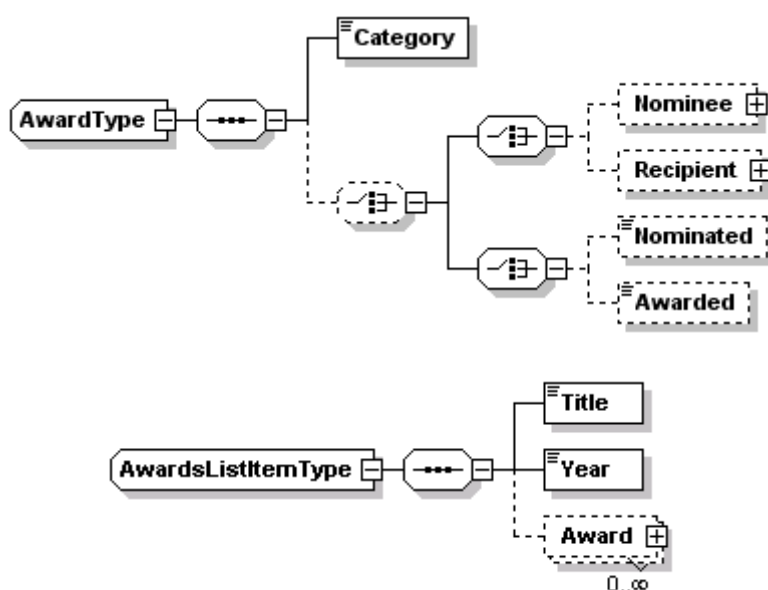 Category
AwardType
Nominee
Recipient
Nominated
Awarded
Title
AwardsListItemType
Year
Award
0..∞